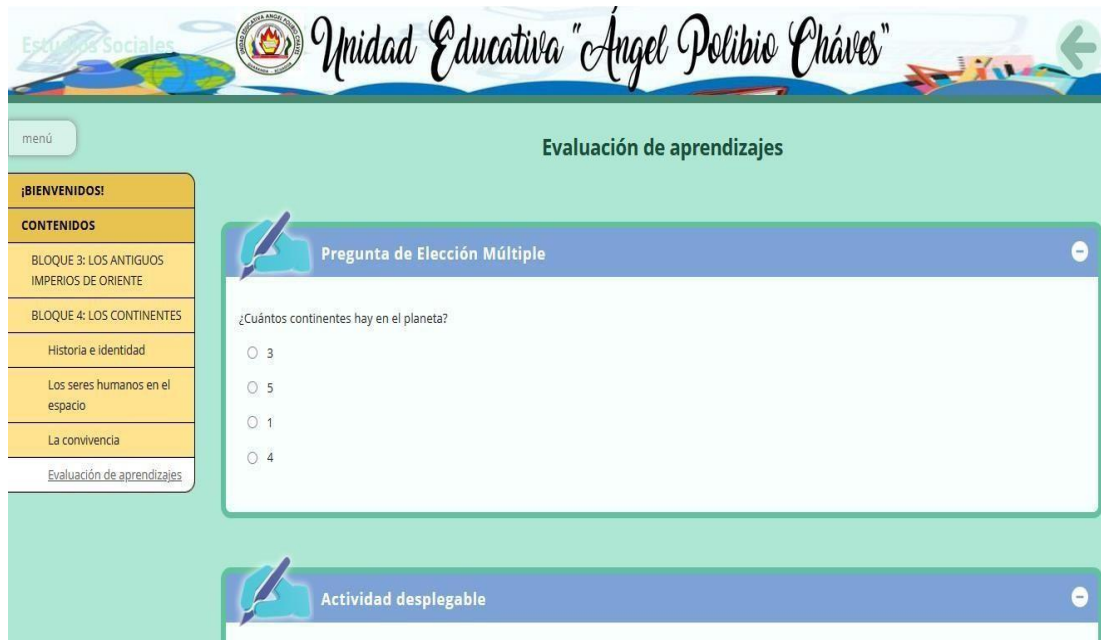 Estudios Sociales
Unidad Educativa "Ángel Polibio Cháves"
menú
Evaluación de aprendizajes
¡BIENVENIDOS!
CONTENIDOS
BLOQUE 3: LOS ANTIGUOS
IMPERIOS DE ORIENTE
BLOQUE 4: LOS CONTINENTES
Historia e identidad
Los seres humanos en el
espacio
La convivencia
Evaluación de aprendizajes
Pregunta de Elección Múltiple
¿Cuántos continentes hay en el planeta?
3
5
1
4
Actividad desplegable